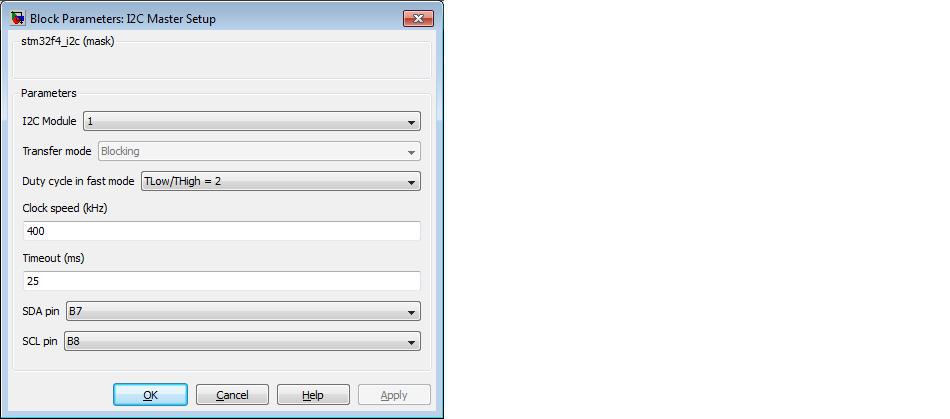 Block Parameters: I2C Master Setup
stm32f4_i2c (mask)
Parameters
I2C Module 1
Transfer mode Blocking
Duty cycle in fast mode TLow/THigh = 2
Clock speed (kHz)
400
Timeout (ms)
25
SDA pin B7
SCL pin B8
OK Cancel Help Apply